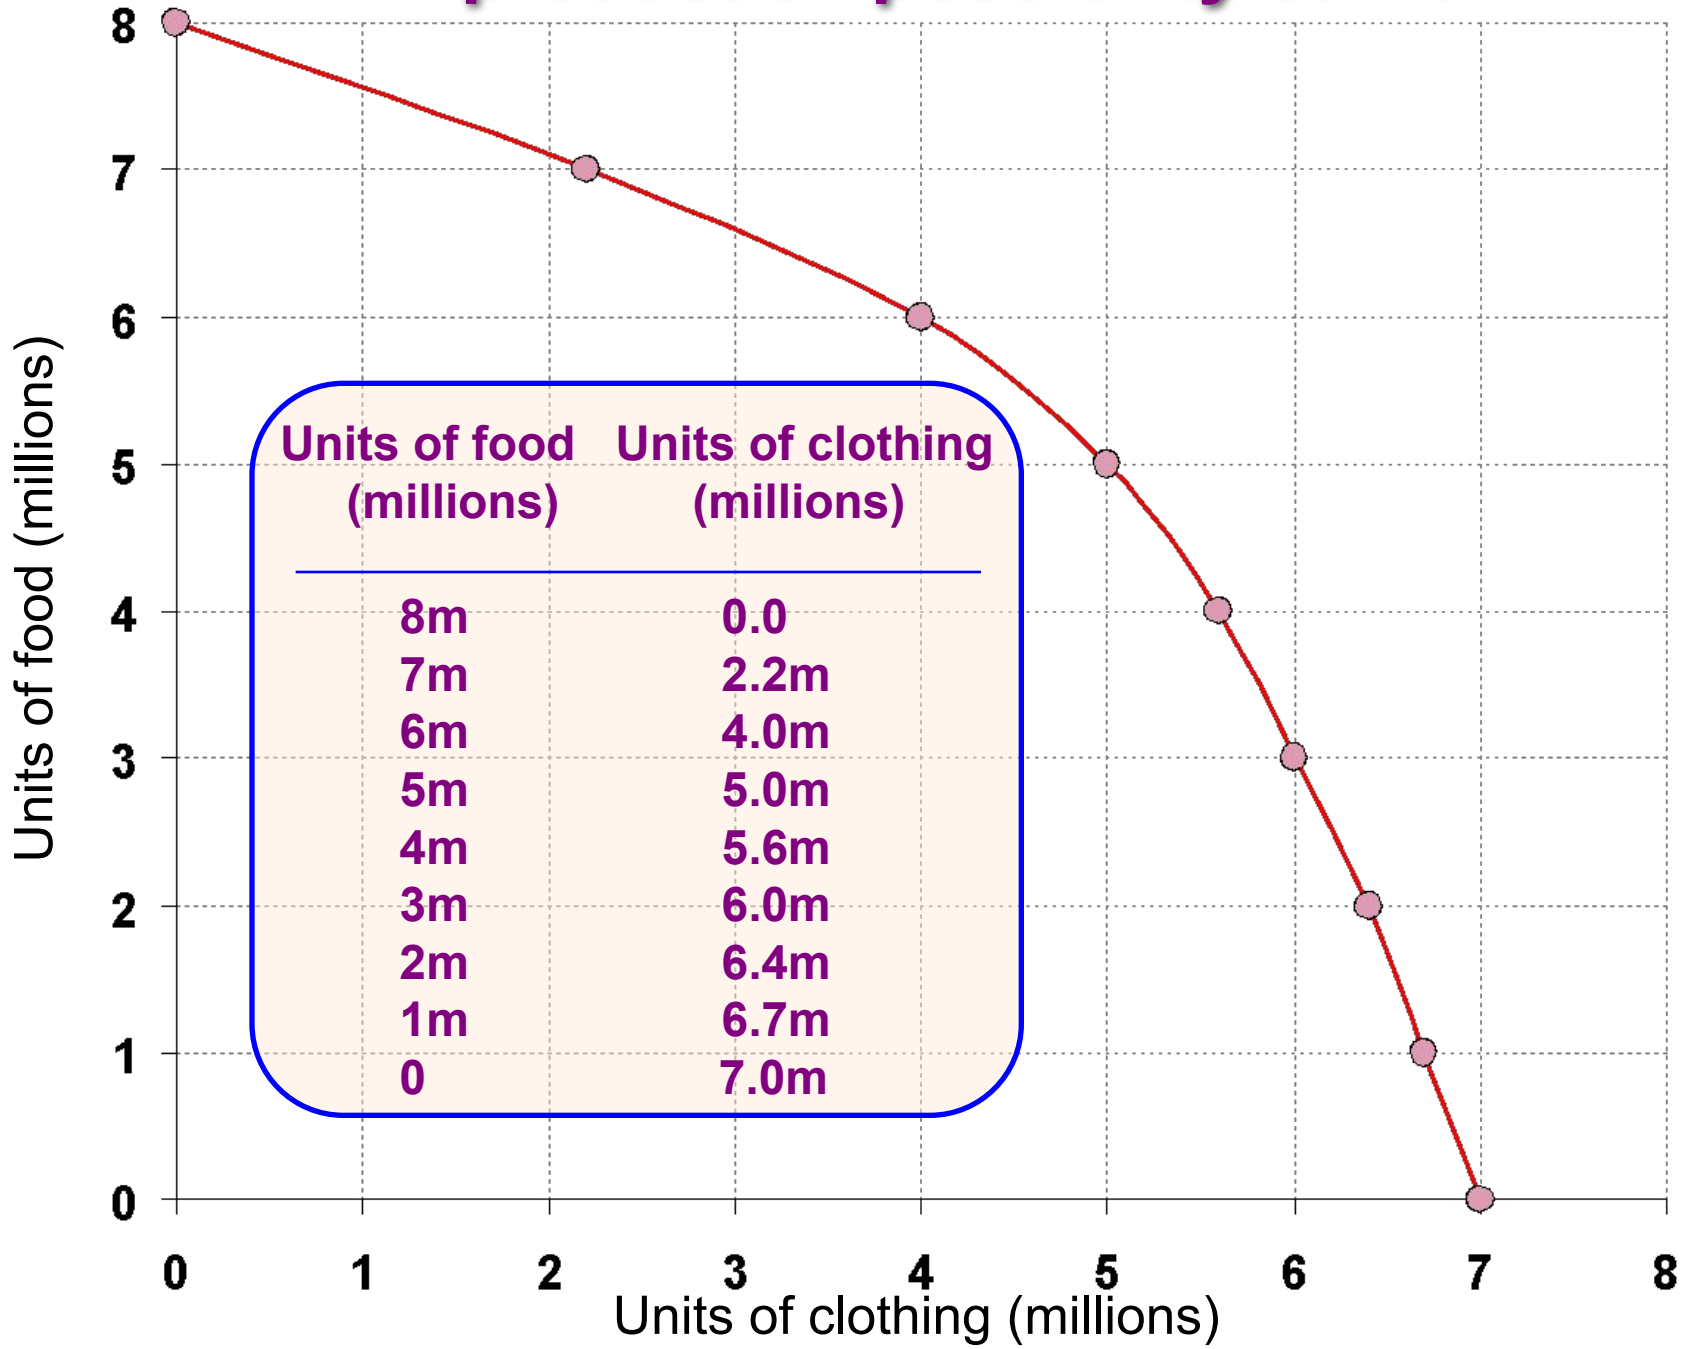 8
7
6
5
4
3
2
1
0
Units of food (millions)
Units of food Units of clothing
(millions) (millions)
8m 0.0
7m 2.2m
6m 4.0m
5m 5.0m
4m 5.6m
3m 6.0m
2m 6.4m
1m 6.7m
0 7.0m
0 1 2 3 4 5 6 7 8
Units of clothing (millions)